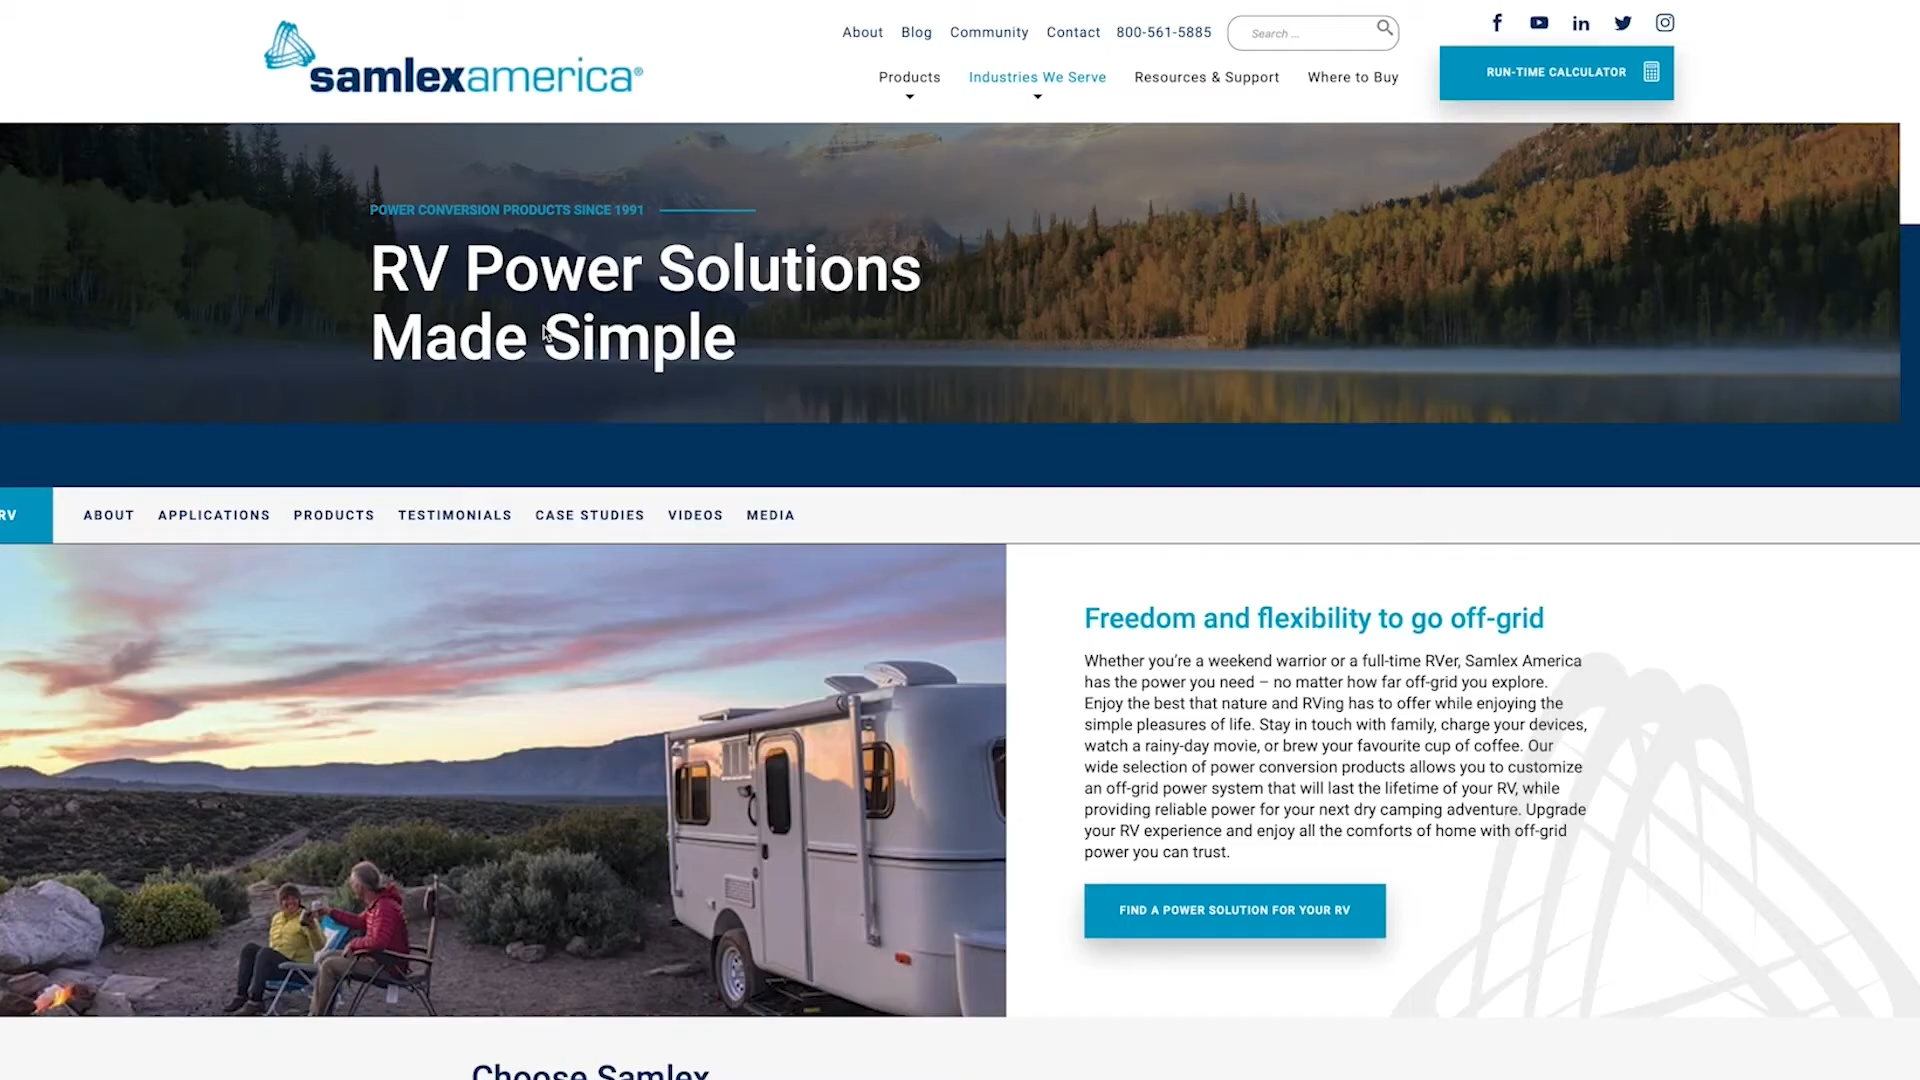 samlexamerica®
About Blog Community Contact 800-561-5885
Search ...
Products Industries We Serve Resources & Support Where to Buy
RUN-TIME CALCULATOR
POWER CONVERSION PRODUCTS SINCE 1991
RV Power Solutions
Made Simple
RV
ABOUT APPLICATIONS PRODUCTS TESTIMONIALS CASE STUDIES VIDEOS MEDIA
Freedom and flexibility to go off-grid
Whether you’re a weekend warrior or a full-time RVer, Samlex America
has the power you need – no matter how far off-grid you explore.
Enjoy the best that nature and RVing has to offer while enjoying the
simple pleasures of life. Stay in touch with family, charge your devices,
watch a rainy-day movie, or brew your favourite cup of coffee. Our
wide selection of power conversion products allows you to customize
an off-grid power system that will last the lifetime of your RV, while
providing reliable power for your next dry camping adventure. Upgrade
your RV experience and enjoy all the comforts of home with off-grid
power you can trust.
FIND A POWER SOLUTION FOR YOUR RV
Choose Samlex